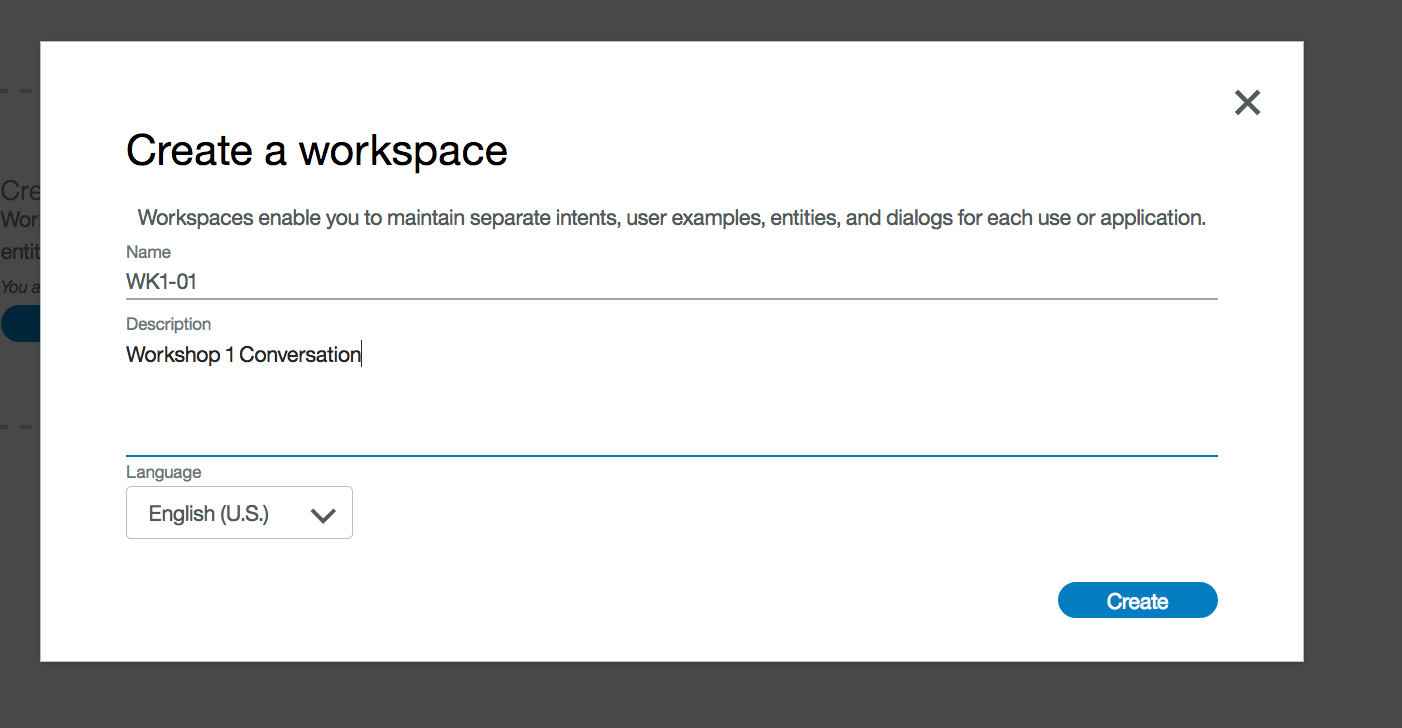 Create a workspace
Workspaces enable you to maintain separate intents, user examples, entities, and dialogs for each use or application.
Name
WK1-01
Description
Workshop 1 Conversation
Language
English (U.S.)
Create
Cre
Wor
entit
You a